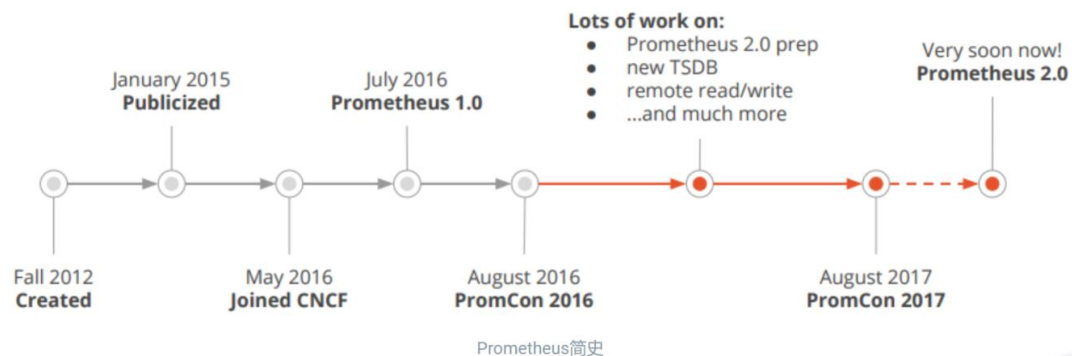 Lots of work on:
● Prometheus 2.0 prep
● new TSDB
● remote read/write
● ...and much more
Very soon now!
Prometheus 2.0
January 2015
Publicized
July 2016
Prometheus 1.0
Fall 2012
Created
May 2016
Joined CNCF
August 2016
PromCon 2016
August 2017
PromCon 2017
Prometheus简史